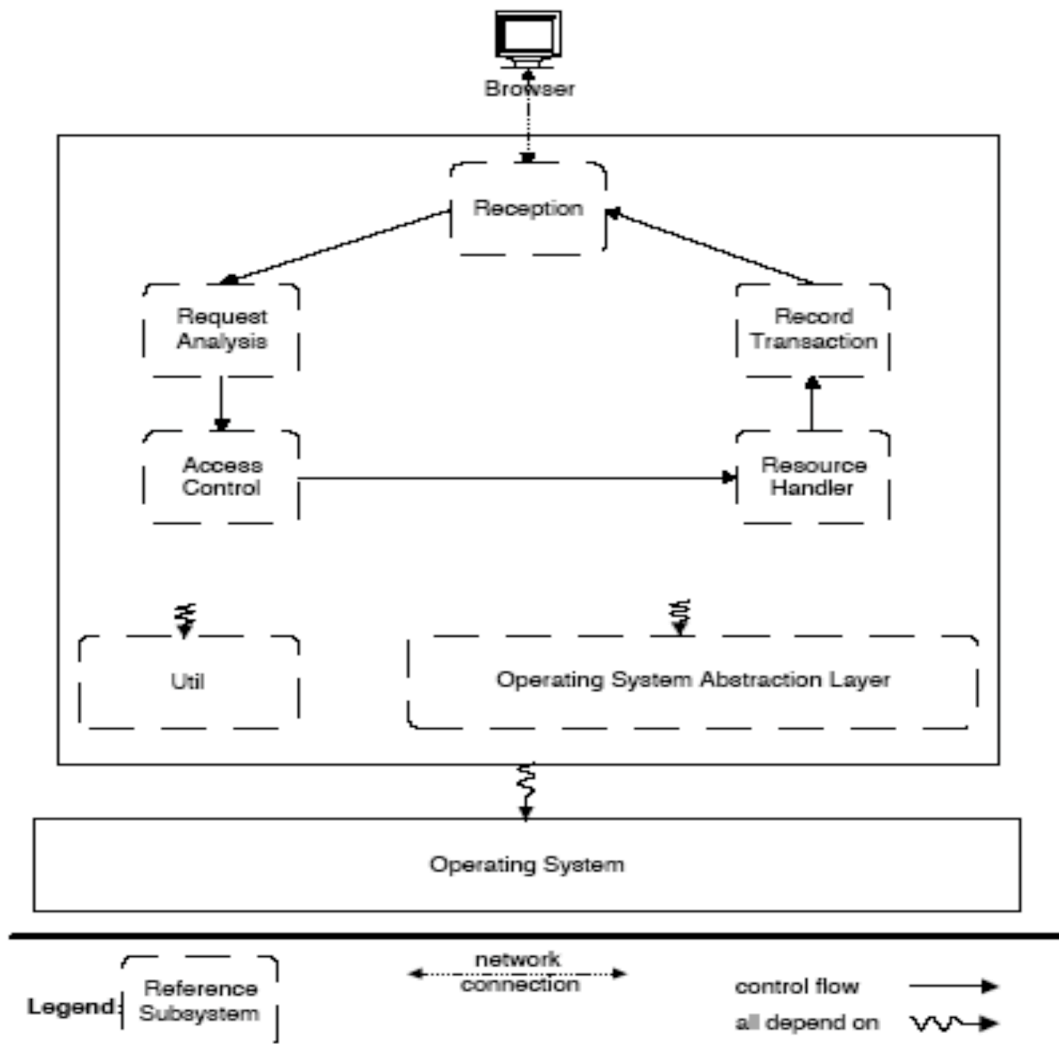 Browser
Reception
Request
Analysis
Record
Transaction
Access
Control
Resource
Handler
Util
Operating System Abstraction Layer
Operating System
Legend:
Reference
Subsystem
network
connection
control flow
all depend on